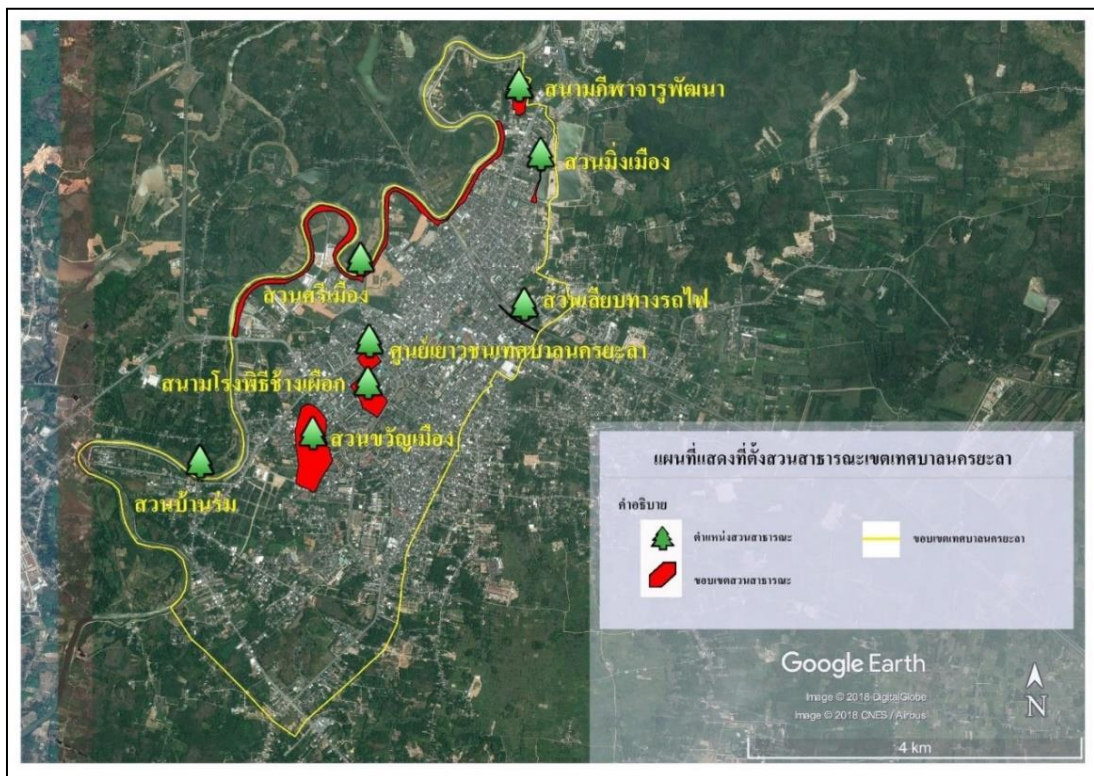 สนามกีฬาจารูพัฒนา
สวนมิ่งเมือง
สวนศรีเมือง
สวนเลียบทางรถไฟ
ศูนย์เยาวชนเทศบาลนครยะลา
สนามโรงพิธีช้างเผือก
สวนขวัญเมือง
สวนบ้านร่ม
แผนที่แสดงที่ตั้งสวนสาธารณะเขตเทศบาลนครยะลา
คำอธิบาย
ตำแหน่งสวนสาธารณะ
ขอบเขตเทศบาลนครยะลา
ขอบเขตสวนสาธารณะ
Google Earth
Image © 2018 DigitalGlobe
Image © 2018 CNES / Airbus
N
4 km